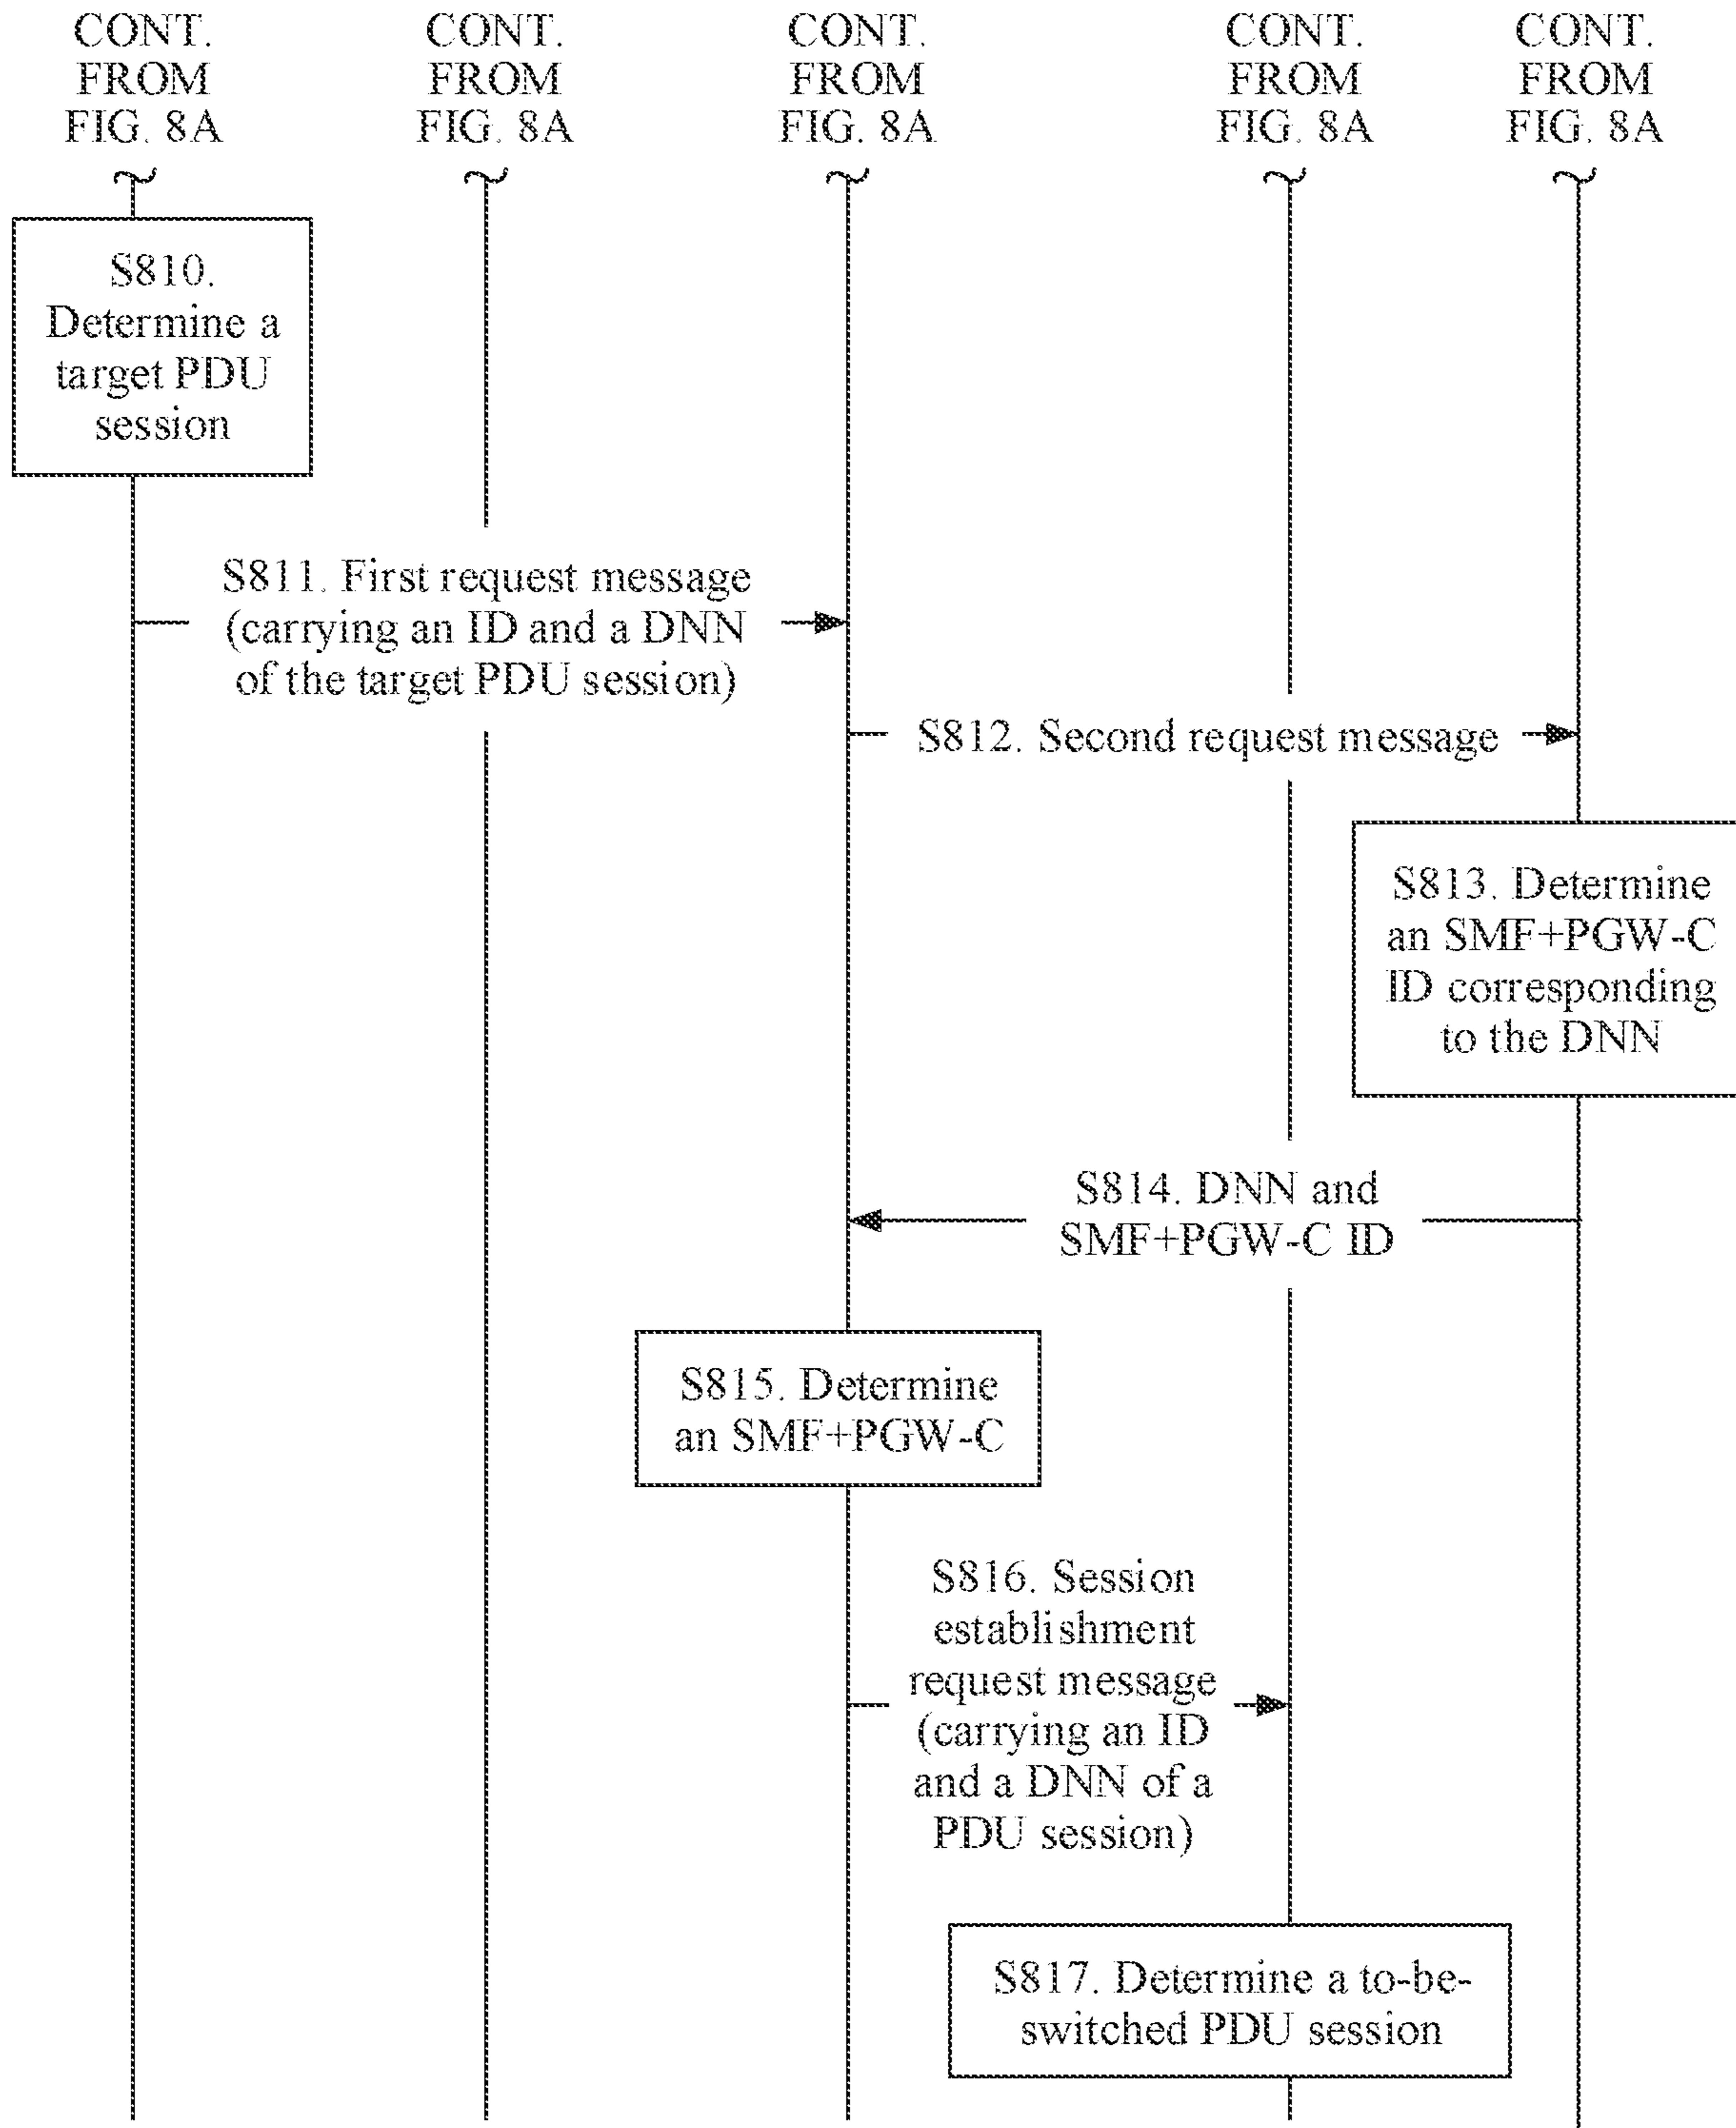 CONT.
FROM
FIG. 8A
CONT.
FROM
FIG. 8A
CONT.
FROM
FIG. 8A
CONT.
FROM
FIG. 8A
CONT.
FROM
FIG. 8A
S810.
Determine a
target PDU
session
S811. First request message
(carrying an ID and a DNN
of the target PDU session)
S812. Second request message
S813. Determine
an SMF+PGW-C
ID corresponding
to the DNN
S814. DNN and
SMF+PGW-C ID
S815. Determine
an SMF+PGW-C
S816. Session
establishment
request message
(carrying an ID
and a DNN of a
PDU session)
S817. Determine a to-be-
switched PDU session